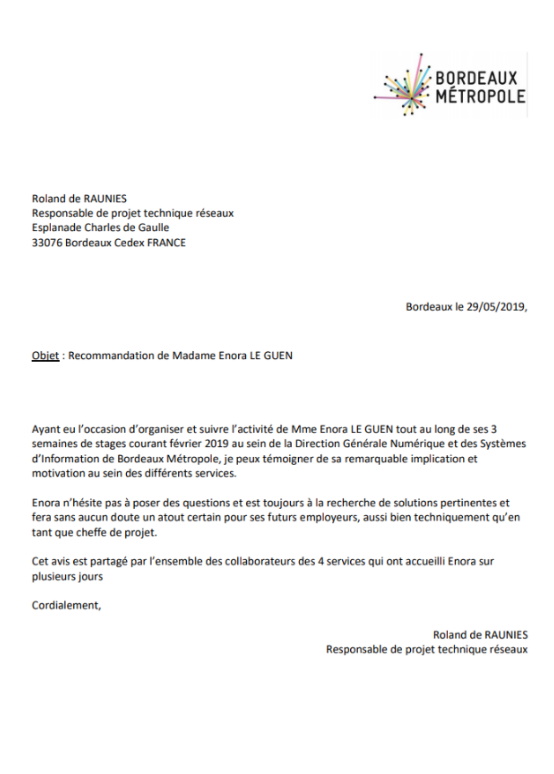 BORDEAUX
MÉTROPOLE
Roland de RAUNIES
Responsable de projet technique réseaux
Esplanade Charles de Gaulle
33076 Bordeaux Cedex FRANCE
Bordeaux le 29/05/2019,
Objet : Recommandation de Madame Enora LE GUEN
Ayant eu l'occasion d'organiser et suivre l'activité de Mme Enora LE GUEN tout au long de ses 3
semaines de stages courant février 2019 au sein de la Direction Générale Numérique et des Systèmes
d'Information de Bordeaux Métropole, je peux témoigner de sa remarquable implication et
motivation au sein des différents services.
Enora n'hésite pas à poser des questions et est toujours à la recherche de solutions pertinentes et
fera sans aucun doute un atout certain pour ses futurs employeurs, aussi bien techniquement qu'en
tant que cheffe de projet.
Cet avis est partagé par l'ensemble des collaborateurs des 4 services qui ont accueilli Enora sur
plusieurs jours
Cordialement,
Roland de RAUNIES
Responsable de projet technique réseaux